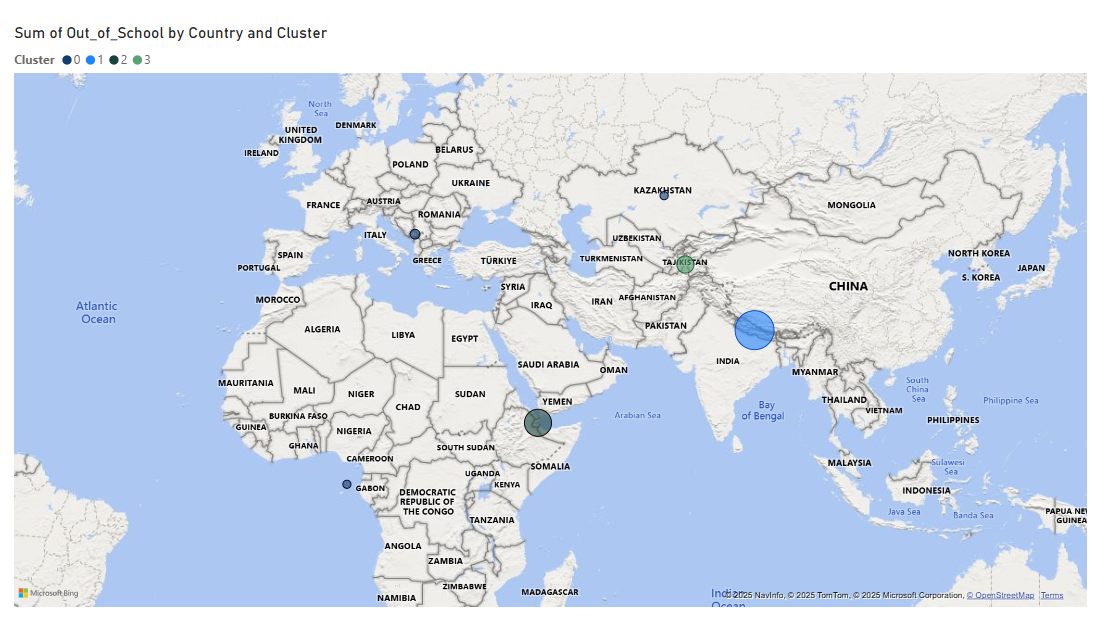 Sum of Out_of_School by Country and Cluster
Cluster 0 1 2 3
North
Sea
UNITED
KINGDOM
DENMARK
IRELAND
BELARUS
POLAND
UKRAINE
KAZAKHSTAN
FRANCE
AUSTRIA
MONGOLIA
ROMANIA
ITALY
UZBEKISTAN
SPAIN
GREECE
TÜRKIYE
TURKMENISTAN
TAJIKISTAN
NORTH KOREA
PORTUGAL
JAPAN
S. KOREA
SYRIA
CHINA
MOROCCO
IRAQ
IRAN
AFGHANISTAN
Atlantic
Ocean
ALGERIA
LIBYA
EGYPT
PAKISTAN
SAUDI ARABIA
OMAN
INDIA
MYANMAR
MAURITANIA
MALI
NIGER
SUDAN
South
China
Sea
CHAD
YEMEN
THAILAND
Philippine Sea
BURKINA FASO
Arabian Sea
Bay
of Bengal
VIETNAM
PHILIPPINES
GUINEA
NIGERIA
GHANA
SOUTH SUDAN
CAMEROON
SOMALIA
MALAYSIA
Sulawesi
Sea
UGANDA
KENYA
GABON
INDONESIA
DEMOCRATIC
REPUBLIC OF
THE CONGO
Java Sea
Banda Sea
PAPUA NEW
GUINEA
TANZANIA
ANGOLA
ZAMBIA
ZIMBABWE
MADAGASCAR
NAMIBIA
Microsoft Bing
Indian
Ocean
© 2025 NavInfo, © 2025 TomTom, © 2025 Microsoft Corporation, © OpenStreetMap Terms